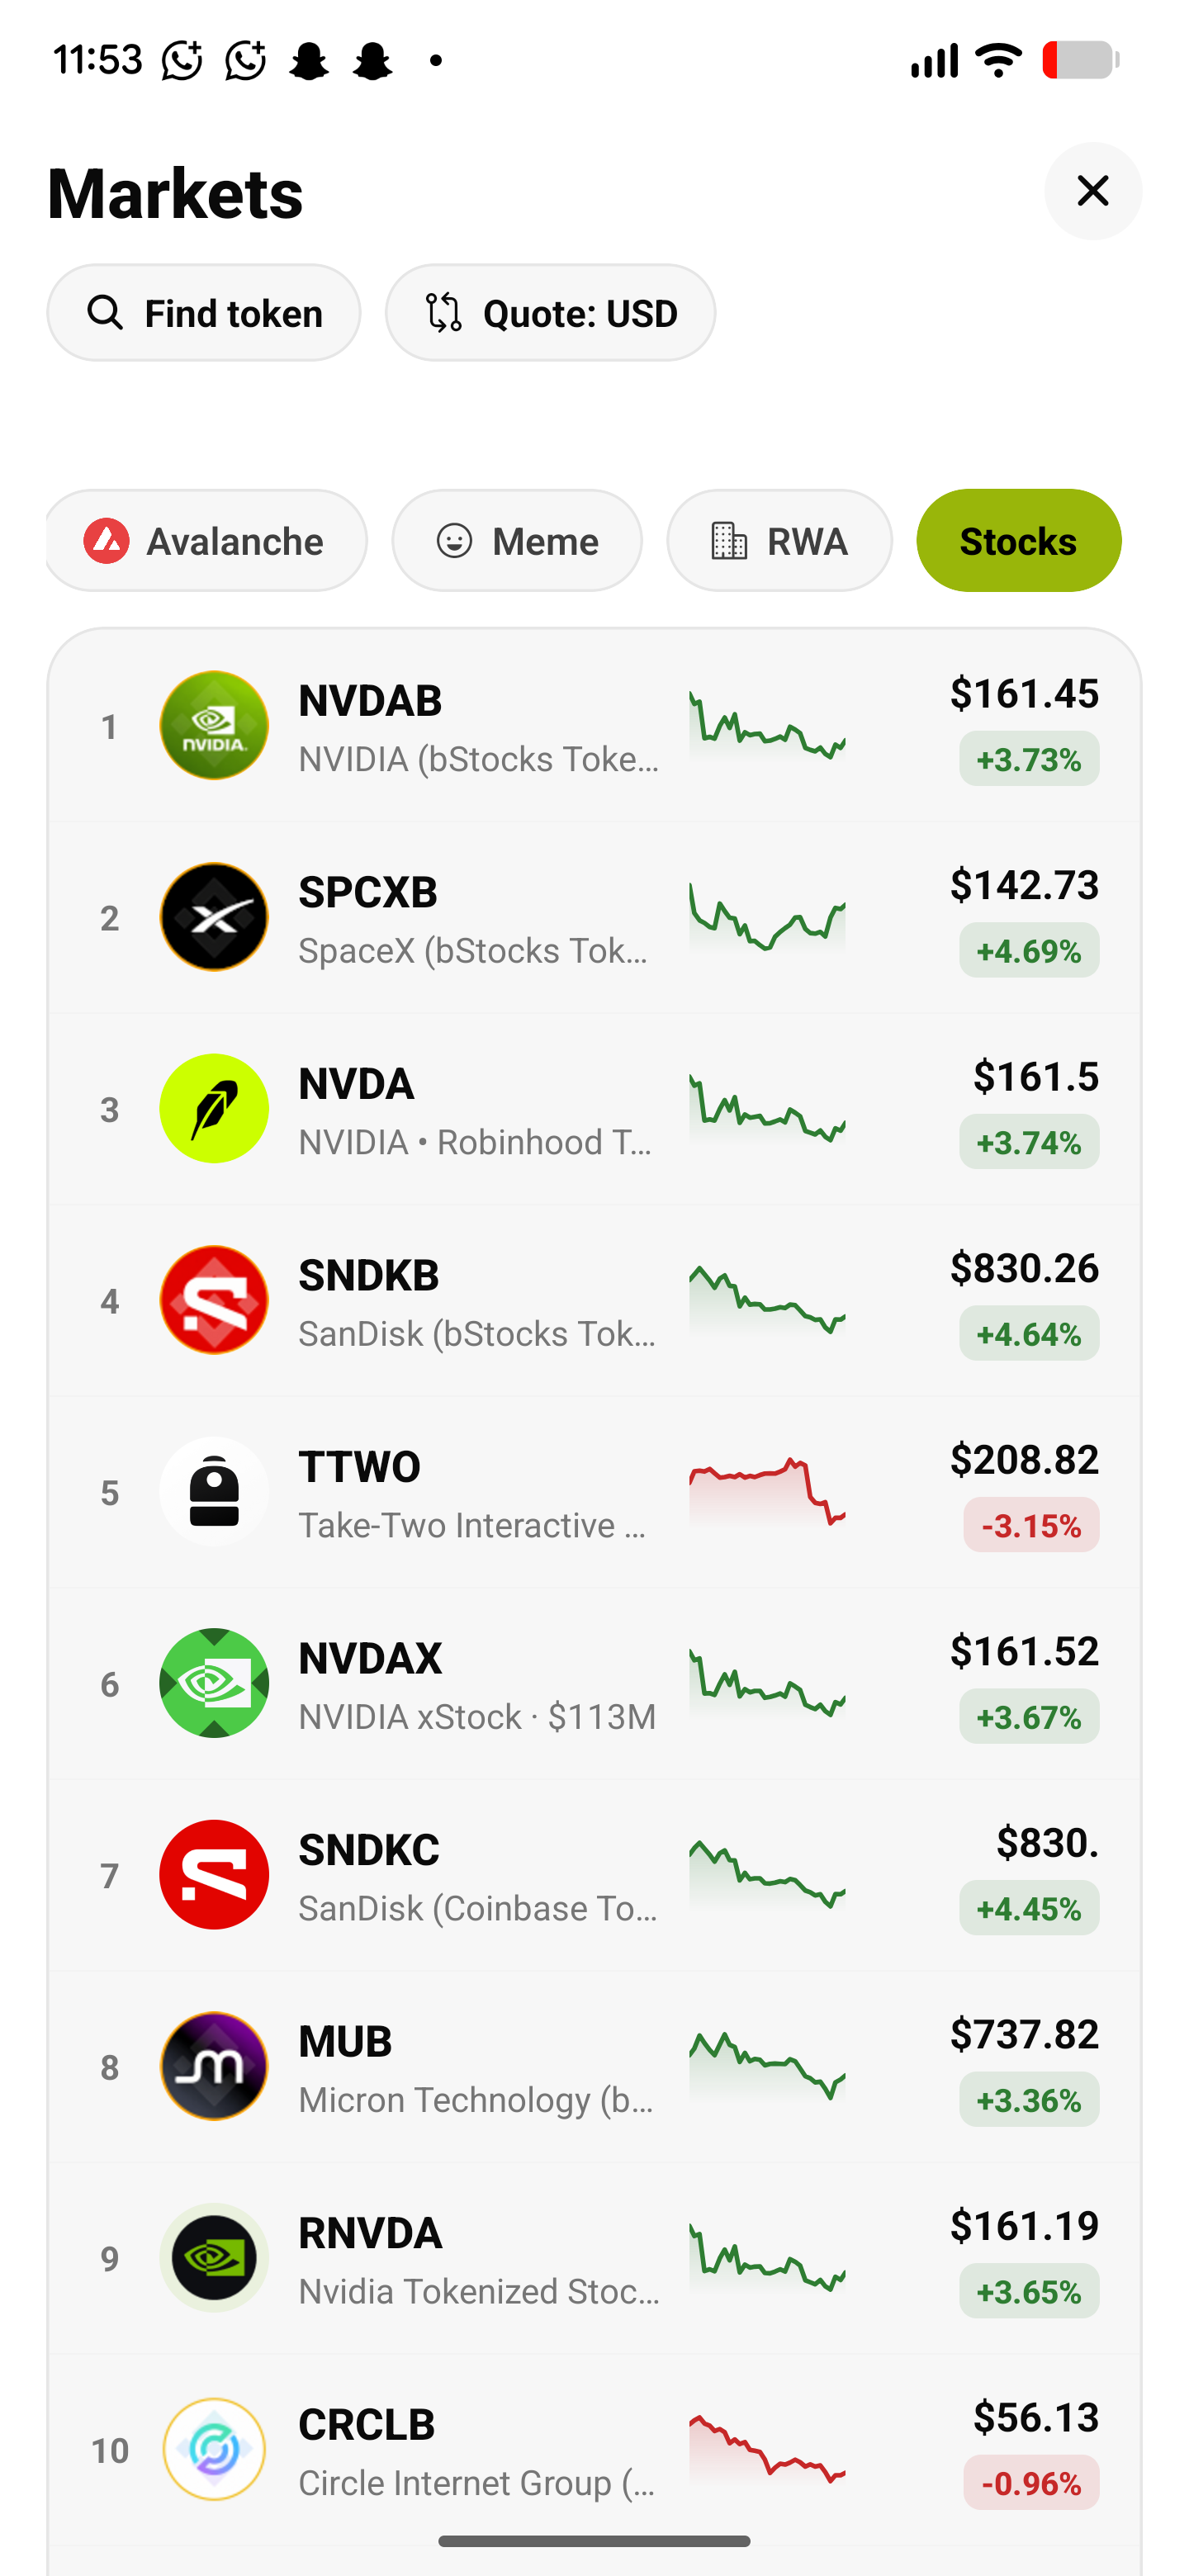 11:53
Markets
Find token
Quote: USD
Avalanche
Meme
RWA
Stocks
1
NVIDIA.
NVDAB
NVIDIA (bStocks Toke...
$161.45
+3.73%
2
SPCXB
SpaceX (bStocks Tok...
$142.73
+4.69%
3
NVDA
NVIDIA • Robinhood T...
$161.5
+3.74%
4
SNDKB
SanDisk (bStocks Tok...
$830.26
+4.64%
5
TTWO
Take-Two Interactive ...
$208.82
-3.15%
6
NVDAX
NVIDIA xStock · $113M
$161.52
+3.67%
7
SNDKC
SanDisk (Coinbase To...
$830.
+4.45%
8
MUB
Micron Technology (b...
$737.82
+3.36%
9
RNVDA
Nvidia Tokenized Stoc...
$161.19
+3.65%
10
CRCLB
Circle Internet Group (...
$56.13
-0.96%